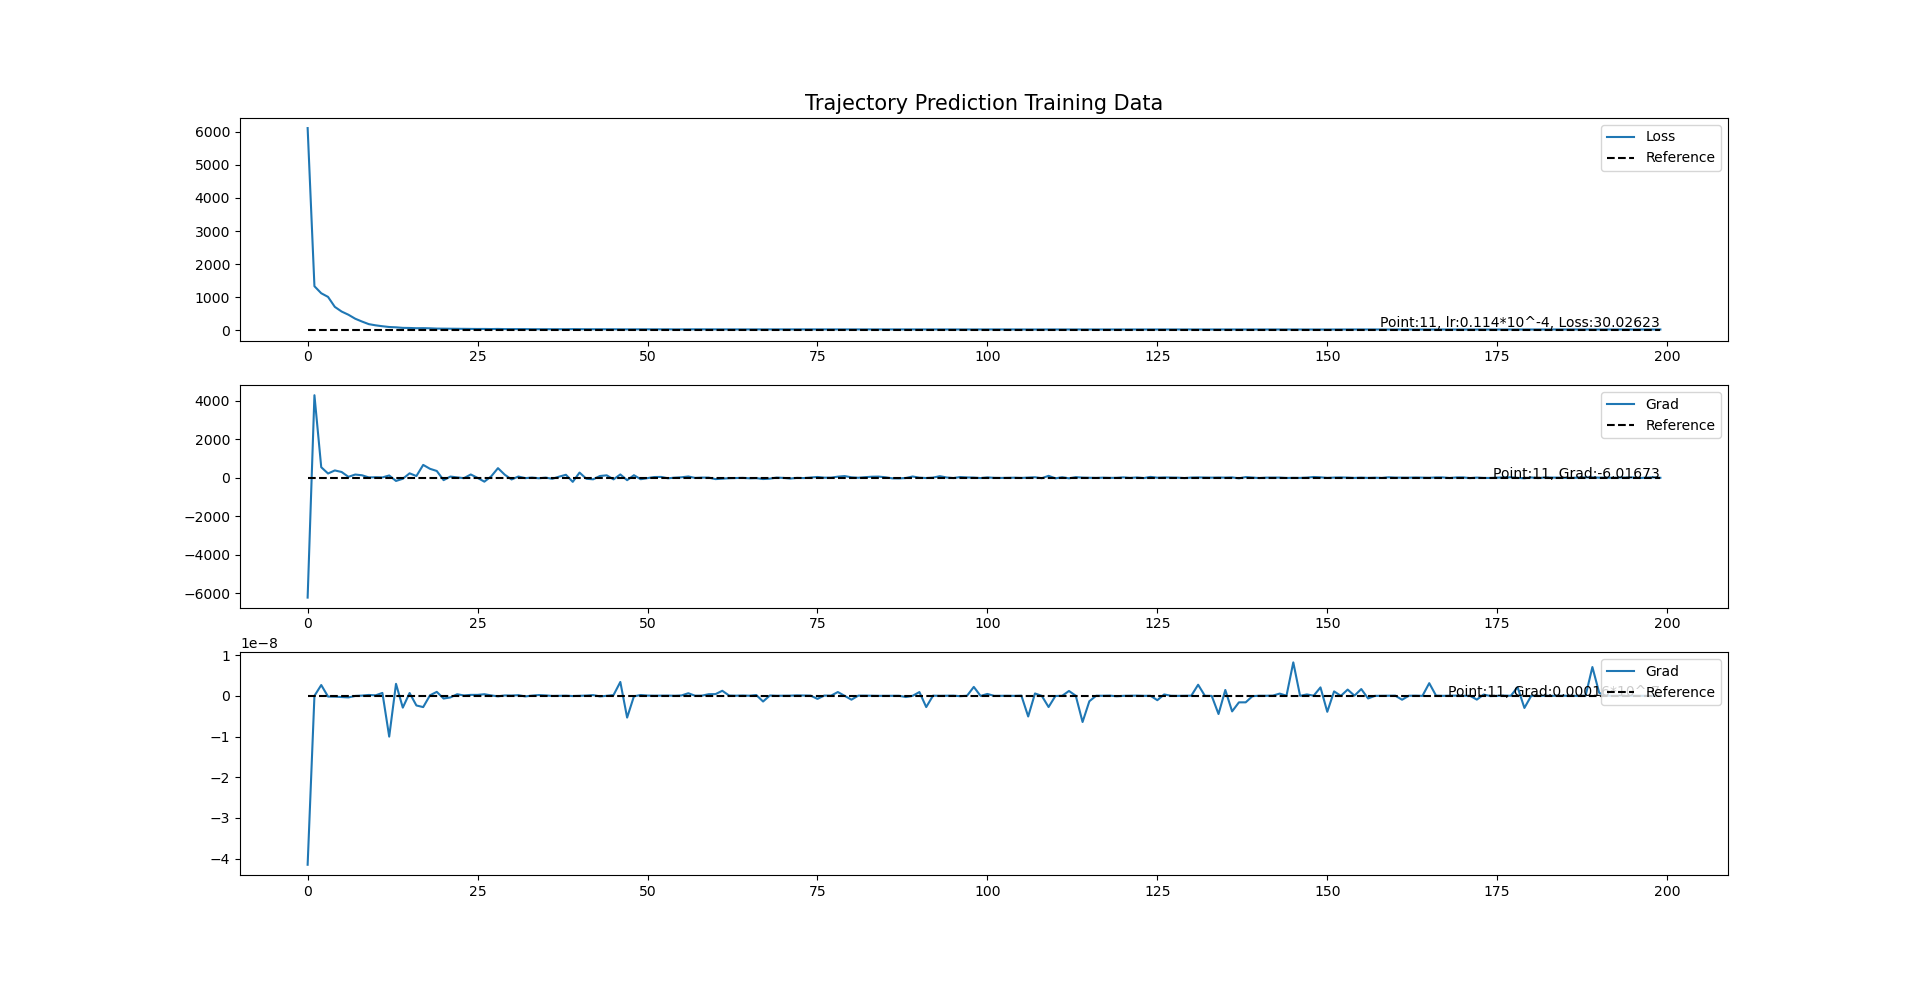 Trajectory Prediction Training Data
6000
5000
4000
3000
2000
1000
0
Loss
Reference
Point:11, lr:0.114*10^-4, Loss:30.02623
0 25 50 75 100 125 150 175 200
4000
2000
0
−2000
−4000
−6000
Grad
Reference
Point:11, Grad:-6.01673
0 25 50 75 100 125 150 175 200
1e−8
1
0
−1
−2
−3
−4
Grad
Reference
Point:11, Grad:0.0001
0 25 50 75 100 125 150 175 200